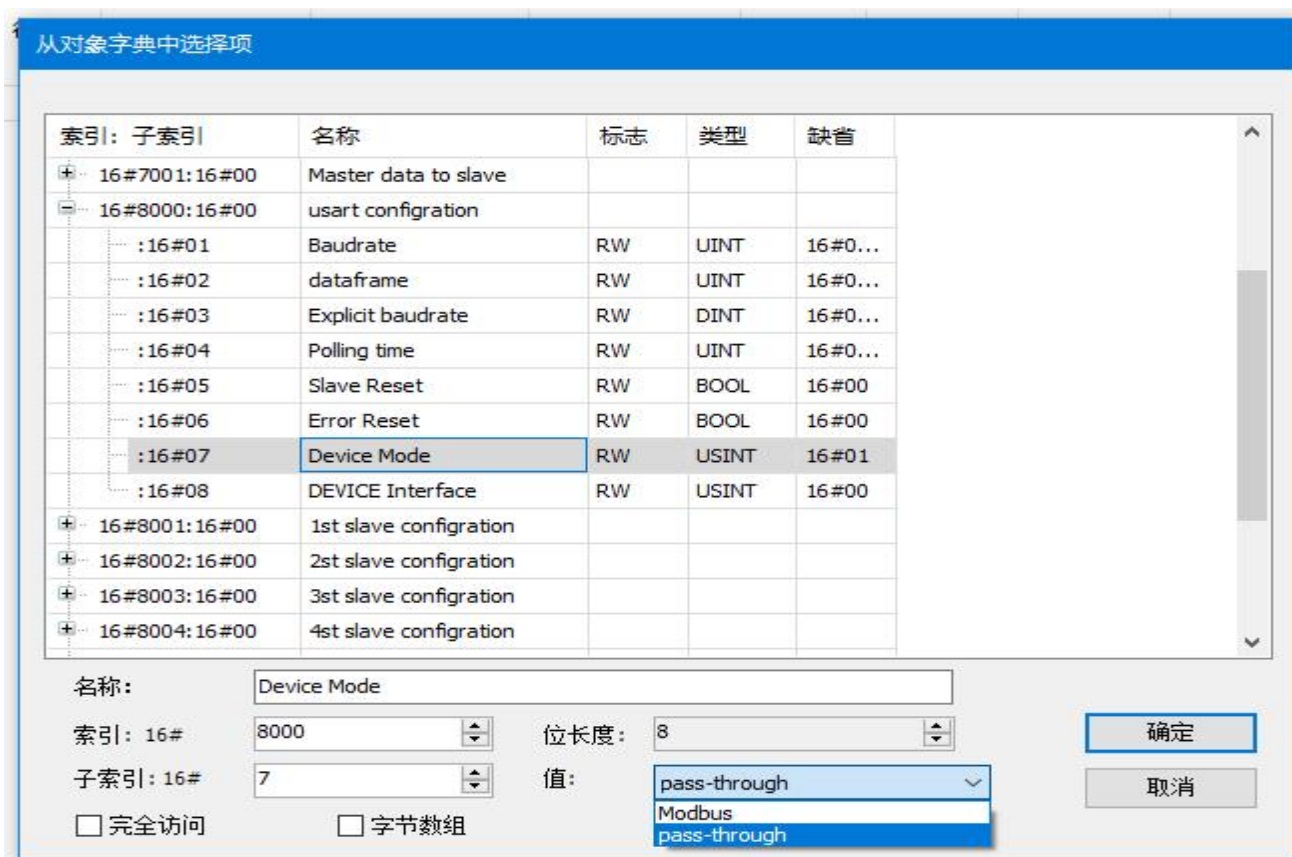 从对象字典中选择项
索引: 子索引 名称 标志 类型 缺省
16#7001:16#00 Master data to slave
16#8000:16#00 usart configration
:16#01 Baudrate RW UINT 16#0...
:16#02 dataframe RW UINT 16#0...
:16#03 Explicit baudrate RW DINT 16#0...
:16#04 Polling time RW UINT 16#0...
:16#05 Slave Reset RW BOOL 16#00
:16#06 Error Reset RW BOOL 16#00
:16#07 Device Mode RW USINT 16#01
:16#08 DEVICE Interface RW USINT 16#00
16#8001:16#00 1st slave configration
16#8002:16#00 2st slave configration
16#8003:16#00 3st slave configration
16#8004:16#00 4st slave configration
名称: Device Mode
索引: 16# 8000 位长度: 8 确定
子索引:16# 7 值: pass-through 取消
Modbus
完全访问 字节数组 pass-through